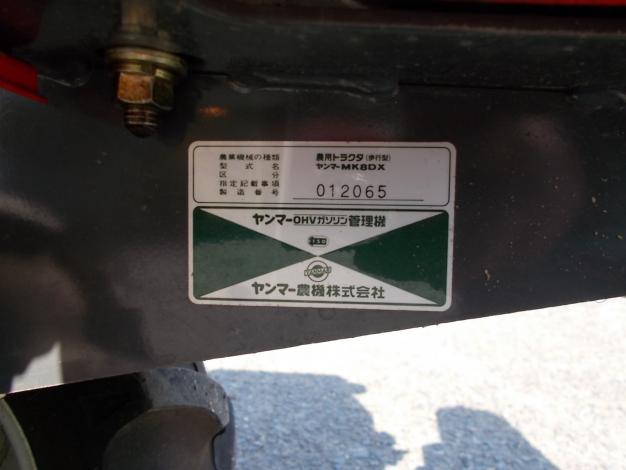 農業機械の種類 農用トラクタ(歩行型)
型式名 ヤンマーMK8DX
区分
指定記載事項
製造番号 012065
ヤンマーOHVガソリン管理機
YANMAR
ヤンマー農機株式会社